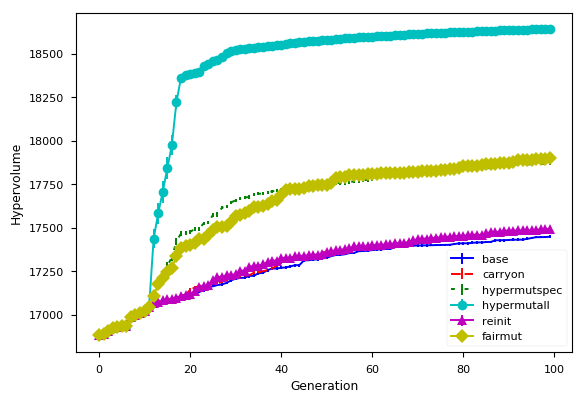 18500
18250
18000
17750
17500
17250
17000
Hypervolume
base
carryon
hypermutspec
hypermutall
reinit
fairmut
0 20 40 60 80 100
Generation